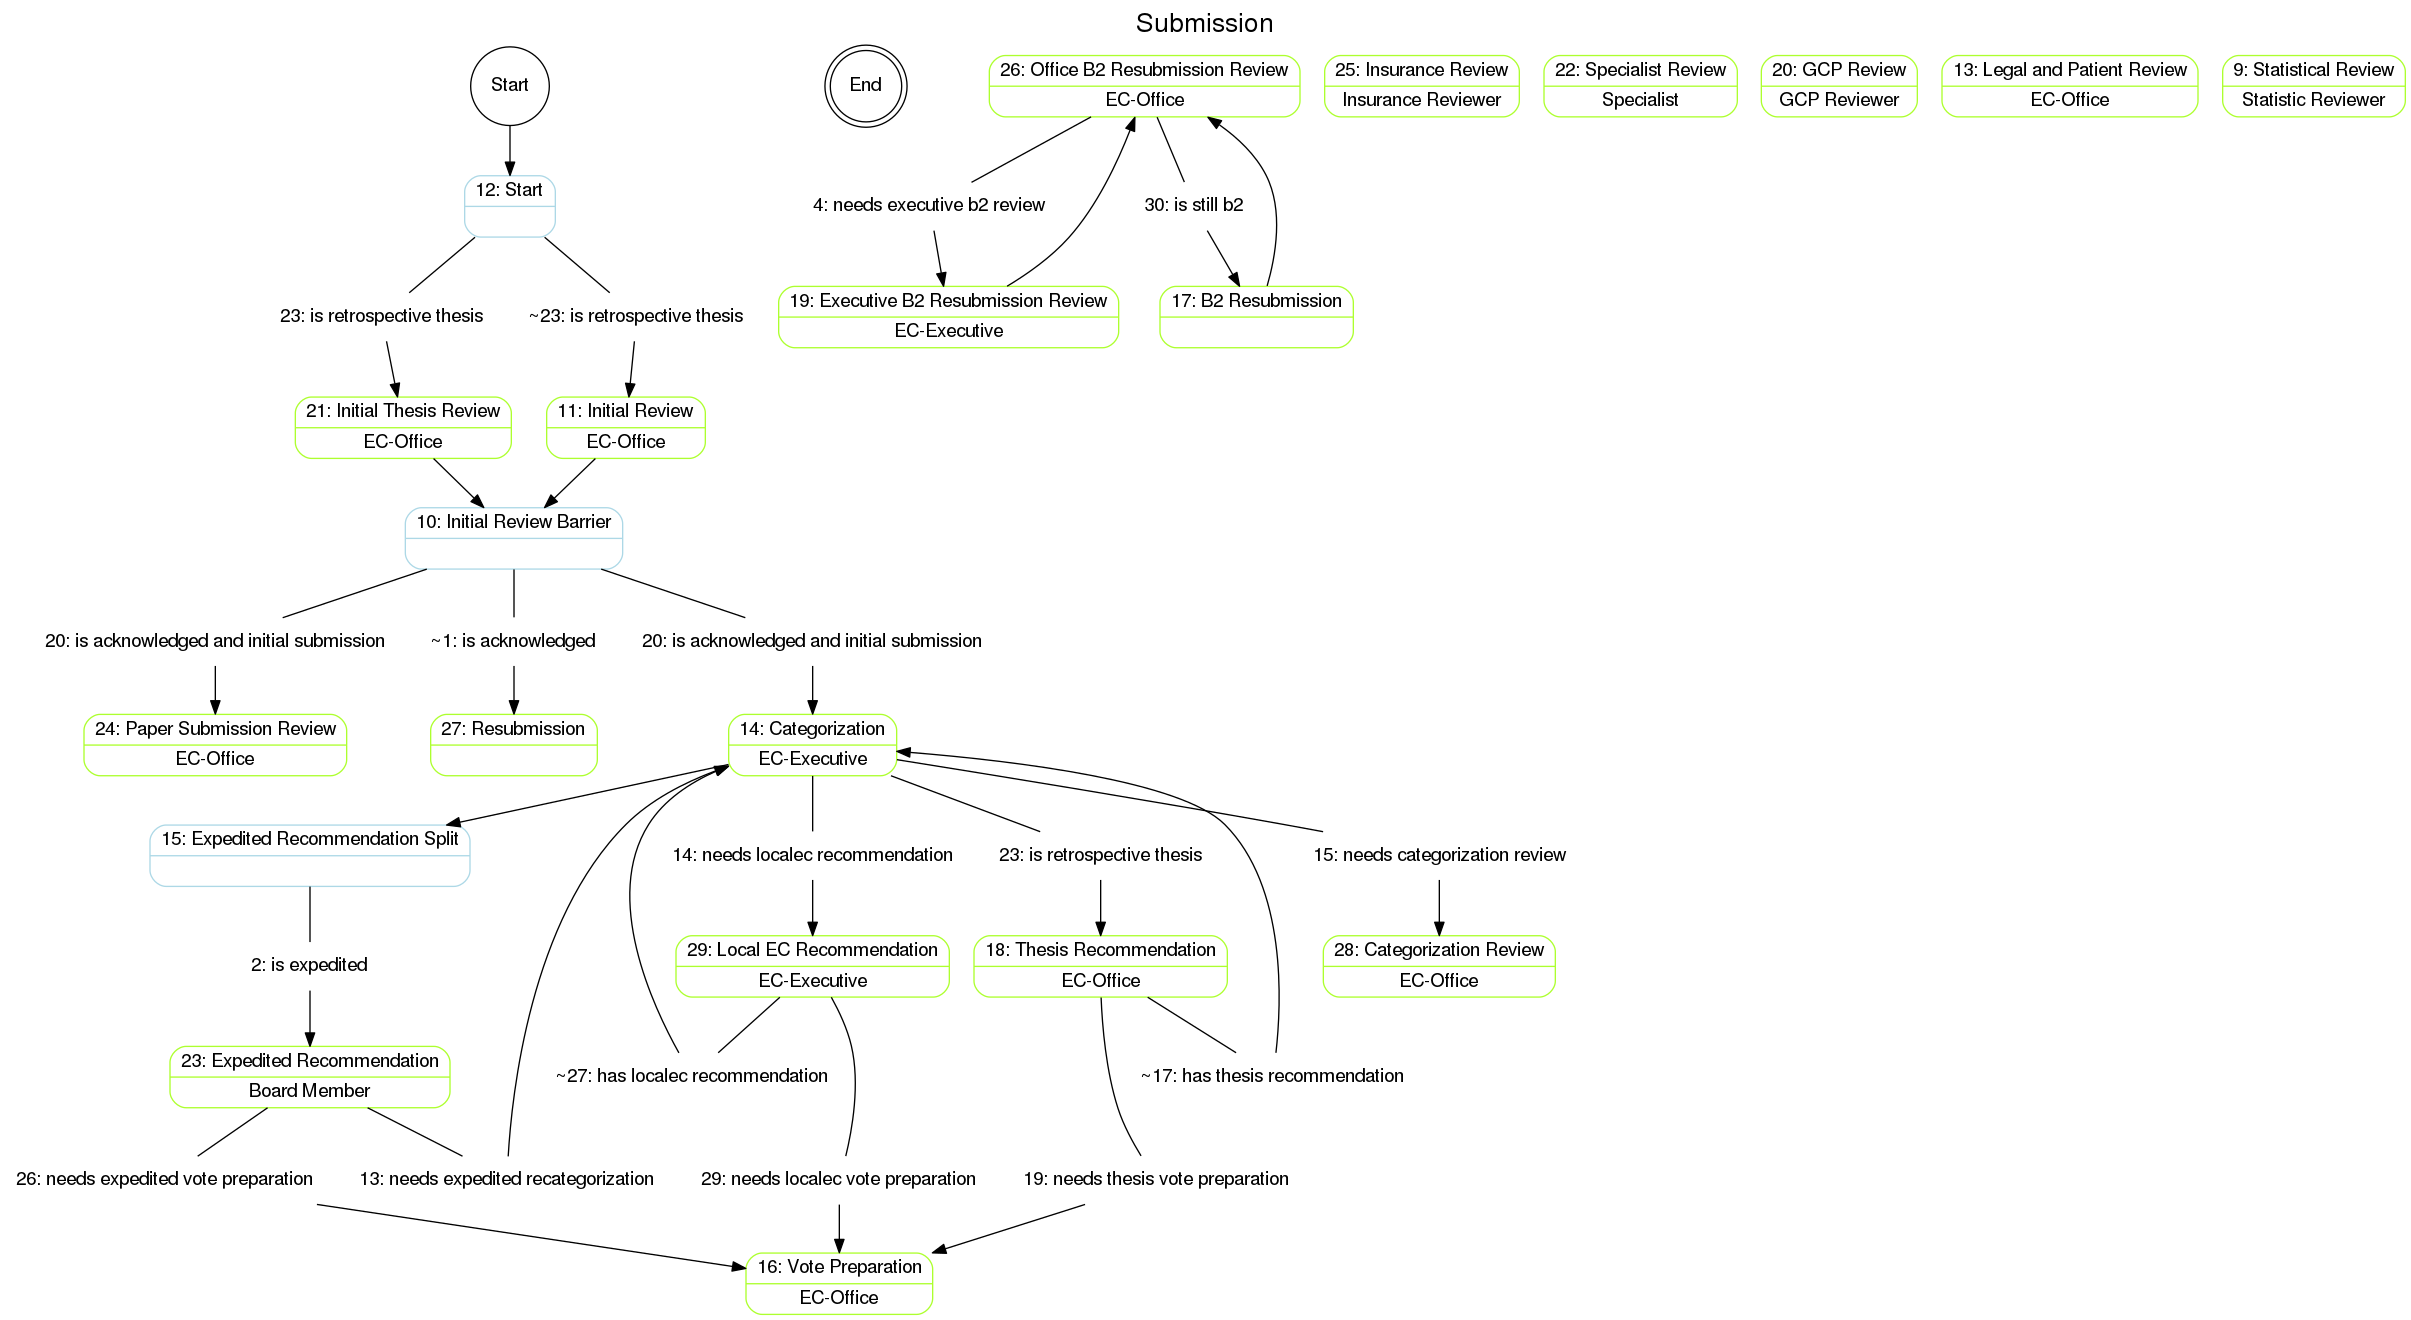 Submission
Start
End
26: Office B2 Resubmission Review
EC-Office
25: Insurance Review
Insurance Reviewer
22: Specialist Review
Specialist
20: GCP Review
GCP Reviewer
13: Legal and Patient Review
EC-Office
9: Statistical Review
Statistic Reviewer
12: Start
4: needs executive b2 review
30: is still b2
23: is retrospective thesis
~23: is retrospective thesis
19: Executive B2 Resubmission Review
EC-Executive
17: B2 Resubmission
21: Initial Thesis Review
EC-Office
11: Initial Review
EC-Office
10: Initial Review Barrier
20: is acknowledged and initial submission
~1: is acknowledged
20: is acknowledged and initial submission
24: Paper Submission Review
EC-Office
27: Resubmission
14: Categorization
EC-Executive
15: Expedited Recommendation Split
14: needs localec recommendation
23: is retrospective thesis
15: needs categorization review
2: is expedited
29: Local EC Recommendation
EC-Executive
18: Thesis Recommendation
EC-Office
28: Categorization Review
EC-Office
23: Expedited Recommendation
Board Member
~27: has localec recommendation
~17: has thesis recommendation
26: needs expedited vote preparation
13: needs expedited recategorization
29: needs localec vote preparation
19: needs thesis vote preparation
16: Vote Preparation
EC-Office